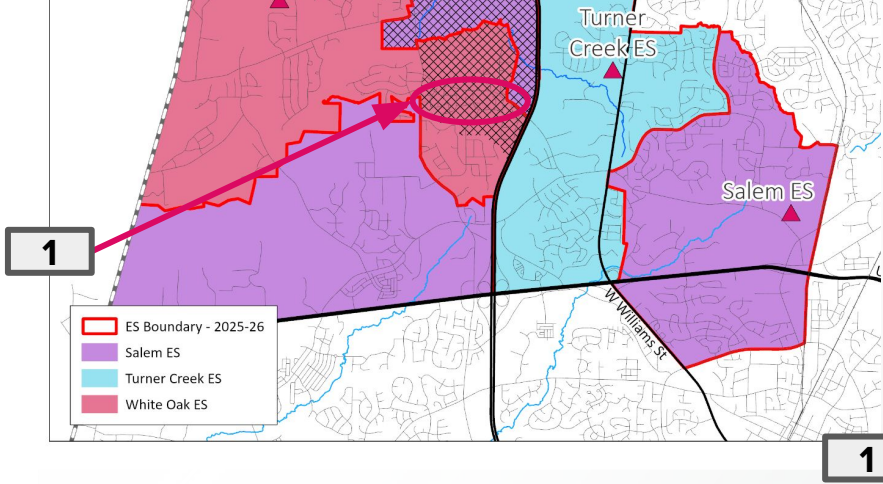 Turner
Creek ES
Salem ES
1
W Williams St
ES Boundary - 2025-26
Salem ES
Turner Creek ES
White Oak ES
1